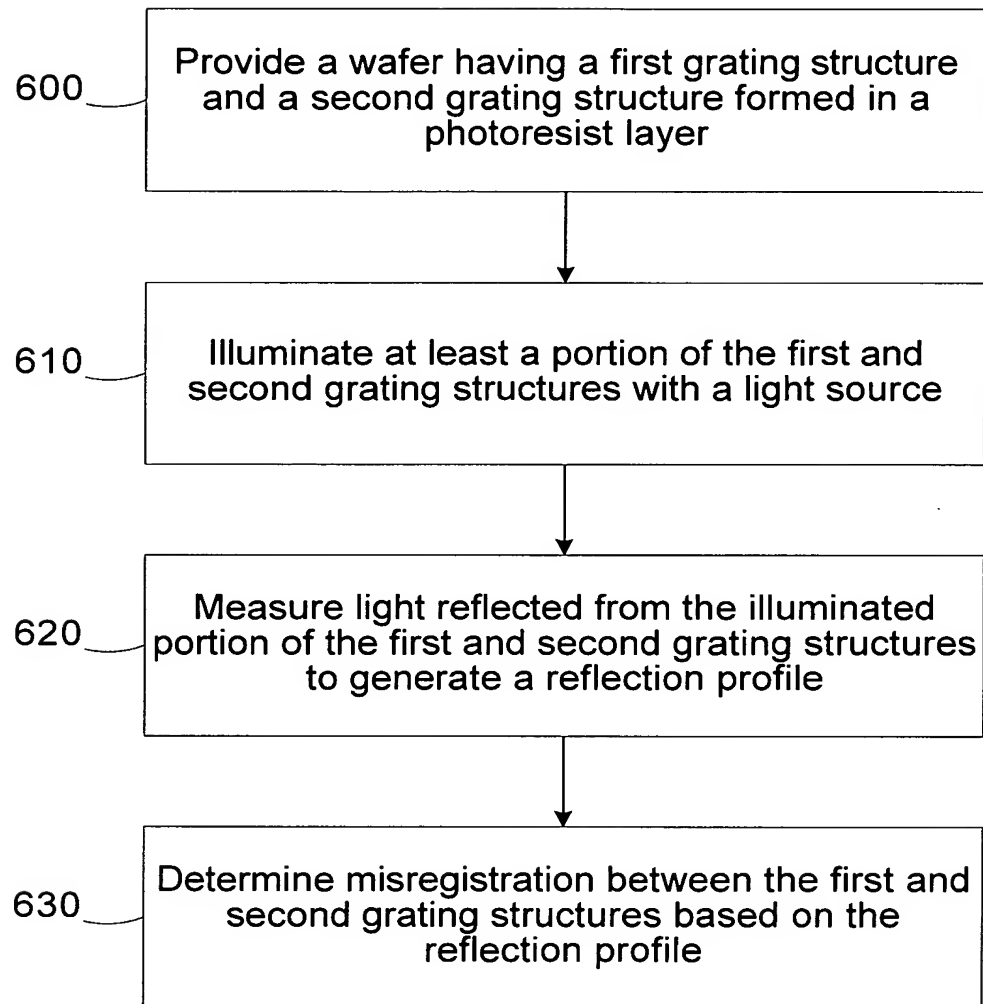 600
Provide a wafer having a first grating structure
and a second grating structure formed in a
photoresist layer
610
Illuminate at least a portion of the first and
second grating structures with a light source
620
Measure light reflected from the illuminated
portion of the first and second grating structures
to generate a reflection profile
630
Determine misregistration between the first and
second grating structures based on the
reflection profile